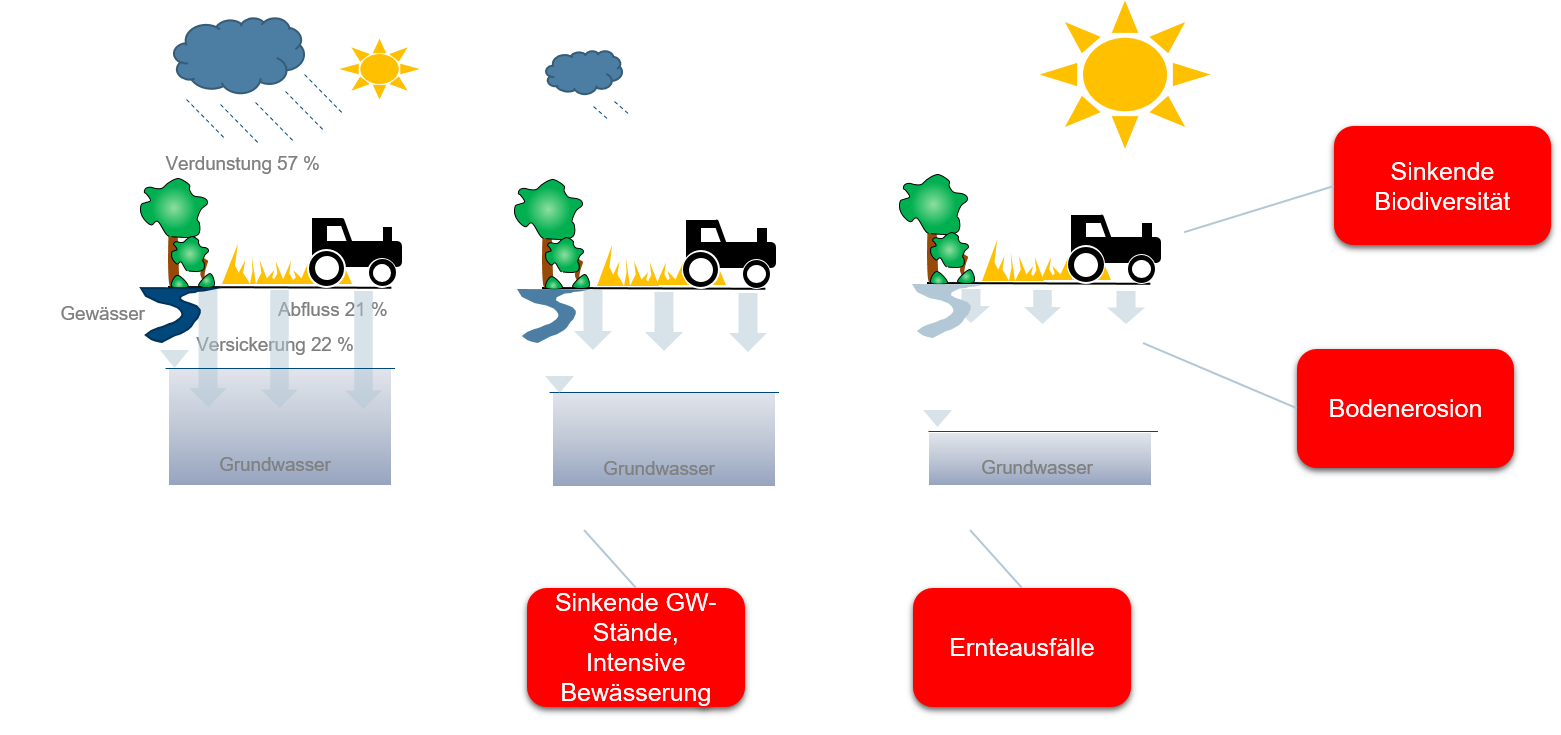 Verdunstung 57 %
Gewässer
Abfluss 21 %
Versickerung 22 %
Grundwasser
Grundwasser
Grundwasser
Sinkende
Biodiversität
Bodenerosion
Sinkende GW-
Stände,
Intensive
Bewässerung
Ernteausfälle